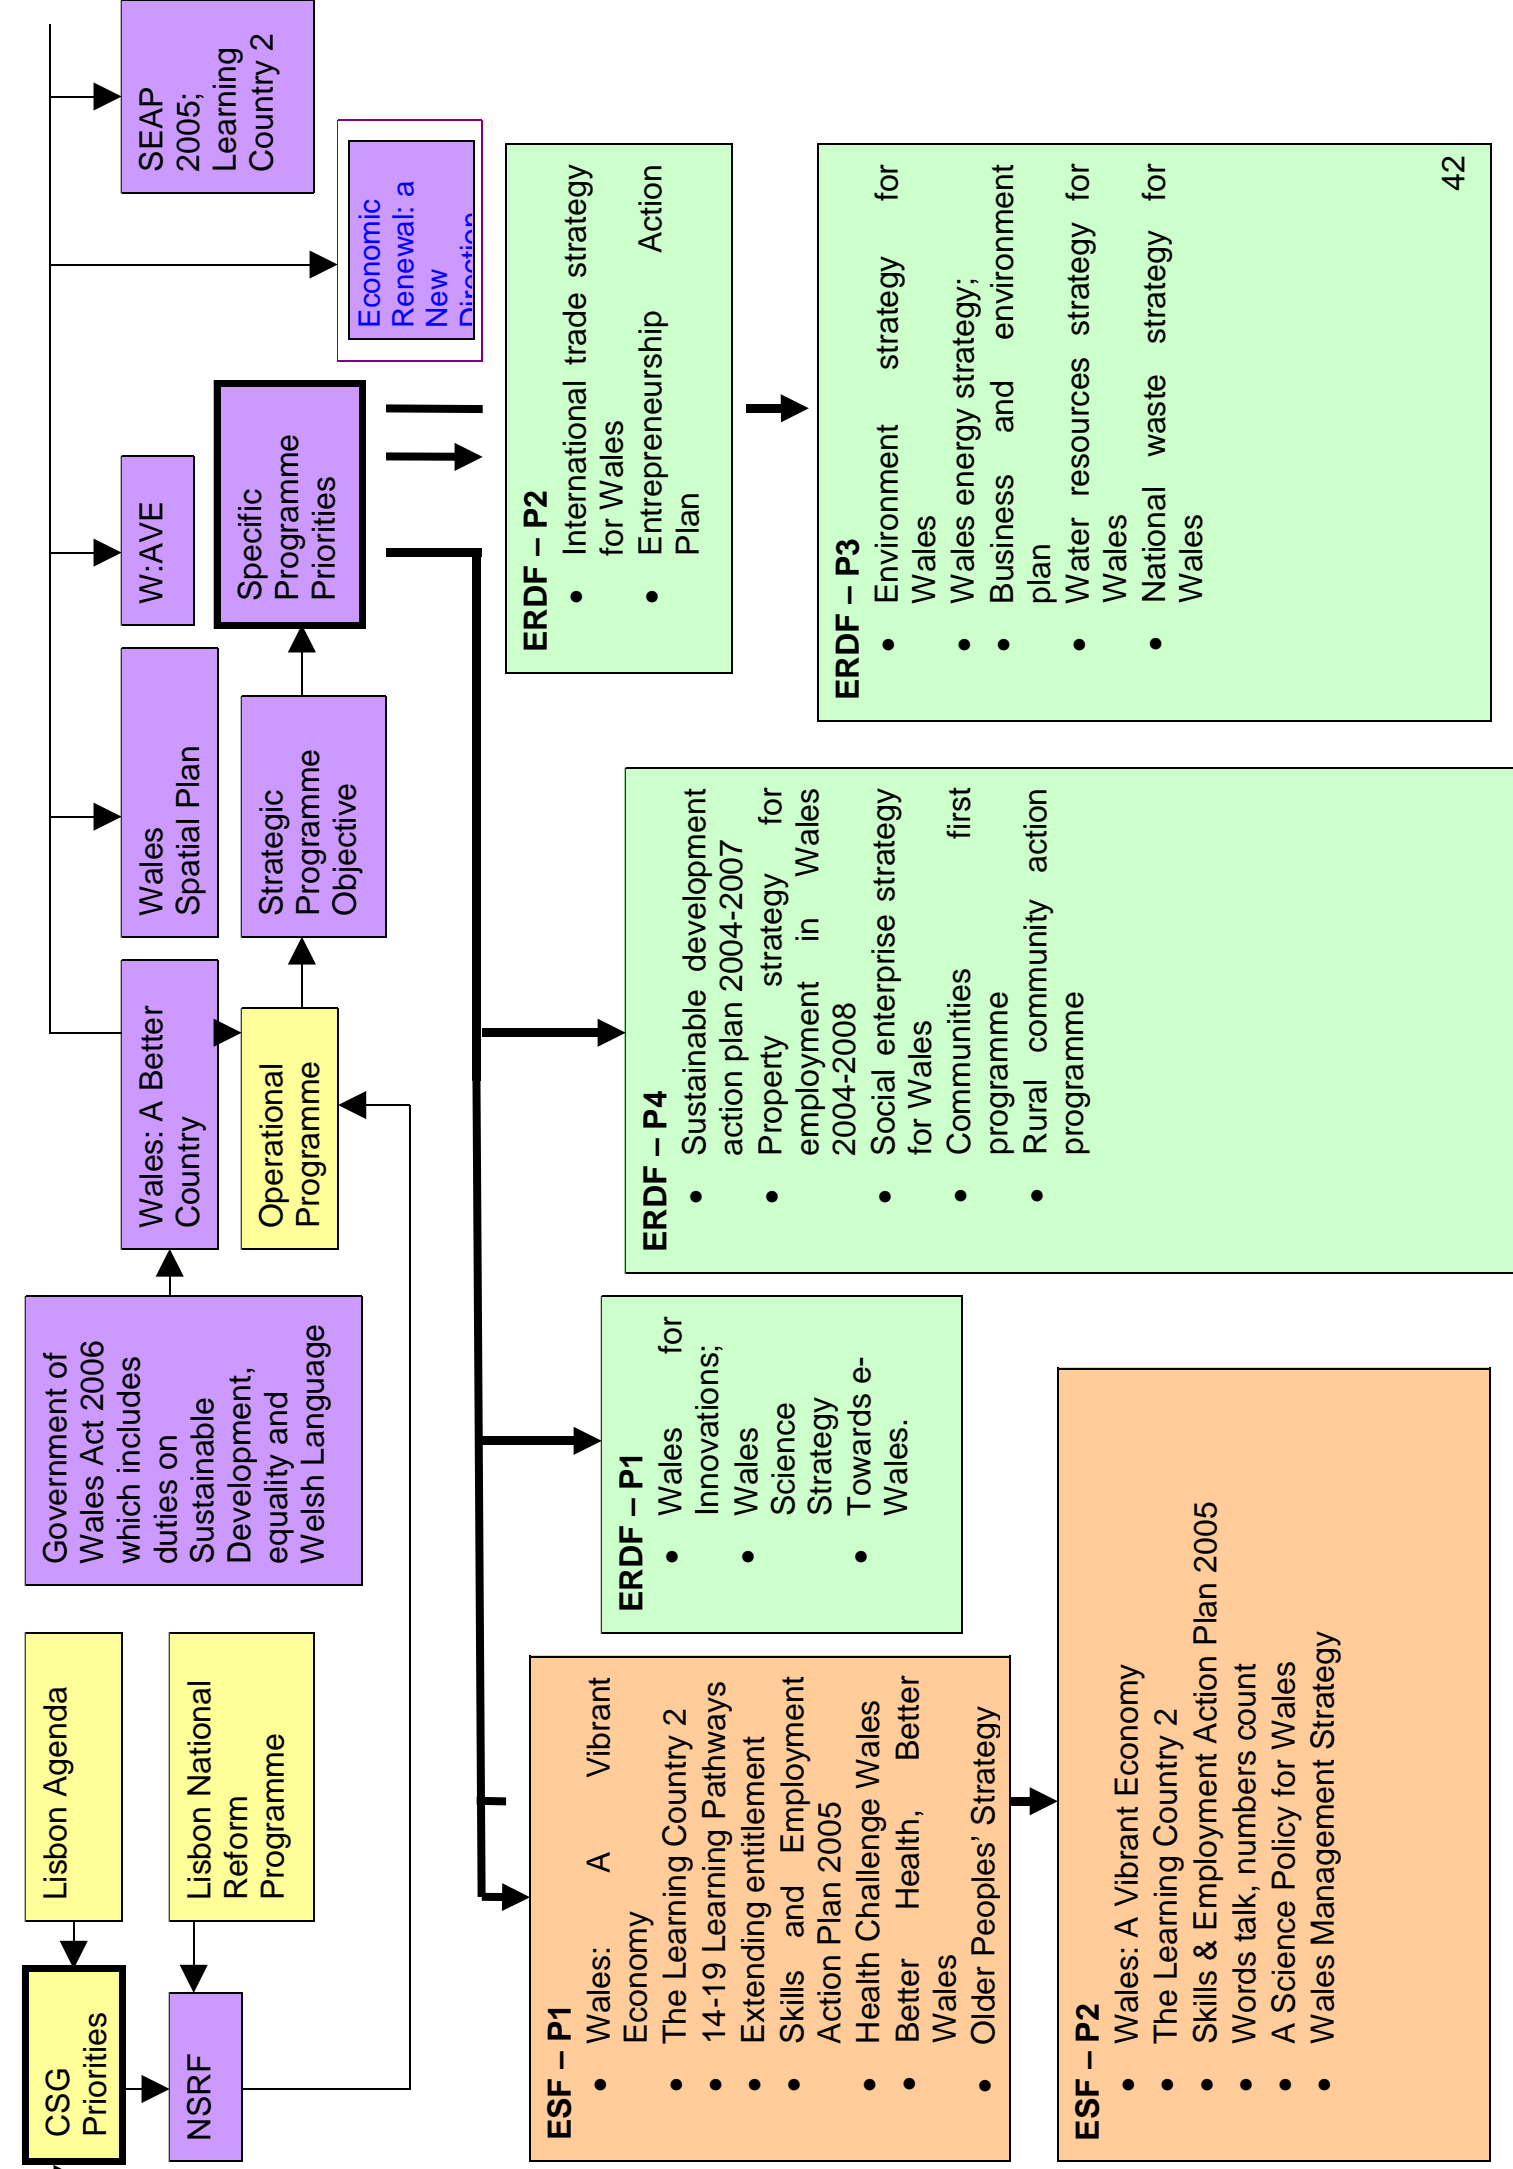 CSG
Priorities
Lisbon Agenda
NSRF
Lisbon National
Reform
Programme
Government of
Wales Act 2006
which includes
duties on
Sustainable
Development,
equality and
Welsh Language
Wales: A Better
Country
Wales
Spatial Plan
W:AVE
SEAP
2005;
Learning
Country 2
Operational
Programme
Strategic
Programme
Objective
Specific
Programme
Priorities
Economic
Renewal: a
New
Direction
ESF – P1
• Wales: A Vibrant
Economy
• The Learning Country 2
• 14-19 Learning Pathways
• Extending entitlement
• Skills and Employment
Action Plan 2005
• Health Challenge Wales
• Better Health, Better
Wales
• Older Peoples’ Strategy
ERDF – P1
• Wales for
Innovations;
• Wales
Science
Strategy
• Towards e-
Wales.
ERDF – P4
• Sustainable development
action plan 2004-2007
• Property strategy for
employment in Wales
2004-2008
• Social enterprise strategy
for Wales
• Communities first
programme
• Rural community action
programme
ERDF – P2
• International trade strategy
for Wales
• Entrepreneurship Action
Plan
ESF – P2
• Wales: A Vibrant Economy
• The Learning Country 2
• Skills & Employment Action Plan 2005
• Words talk, numbers count
• A Science Policy for Wales
• Wales Management Strategy
ERDF – P3
• Environment strategy for
Wales
• Wales energy strategy;
• Business and environment
plan
• Water resources strategy for
Wales
• National waste strategy for
Wales
42